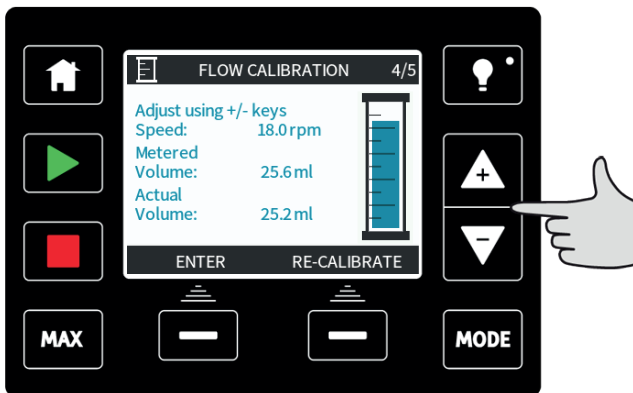 FLOW CALIBRATION 4/5
Adjust using +/- keys
Speed: 18.0 rpm
Metered
Volume: 25.6 ml
Actual
Volume: 25.2 ml
ENTER RE-CALIBRATE
+
-
MAX
MODE